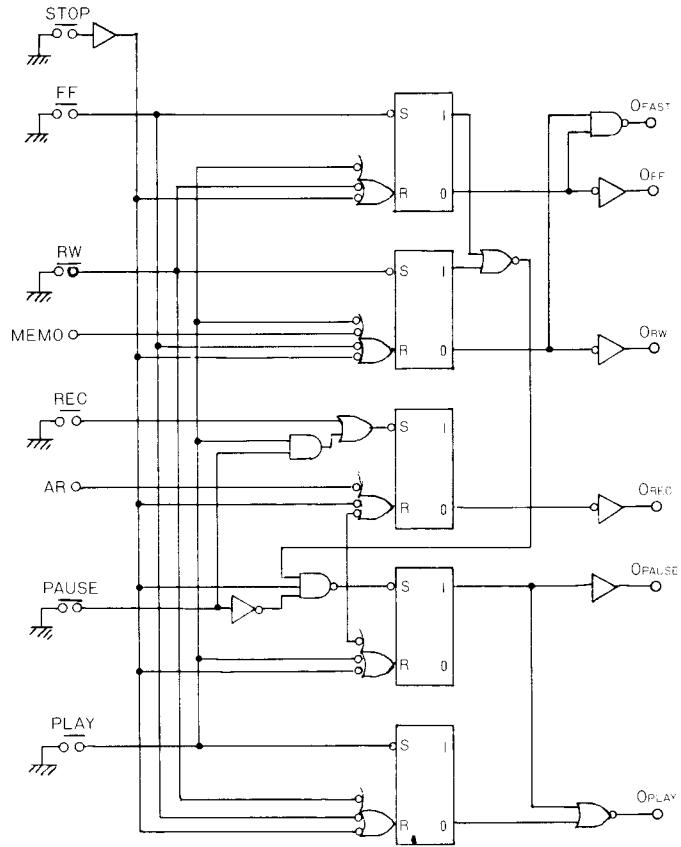 STOP
FF
S
1
OFAST
R
0
OFF
RW
S
1
R
0
ORW
MEMO
REC
S
1
AR
R
0
OREC
PAUSE
S
1
OPAUSE
R
0
PLAY
S
1
R
0
OPLAY